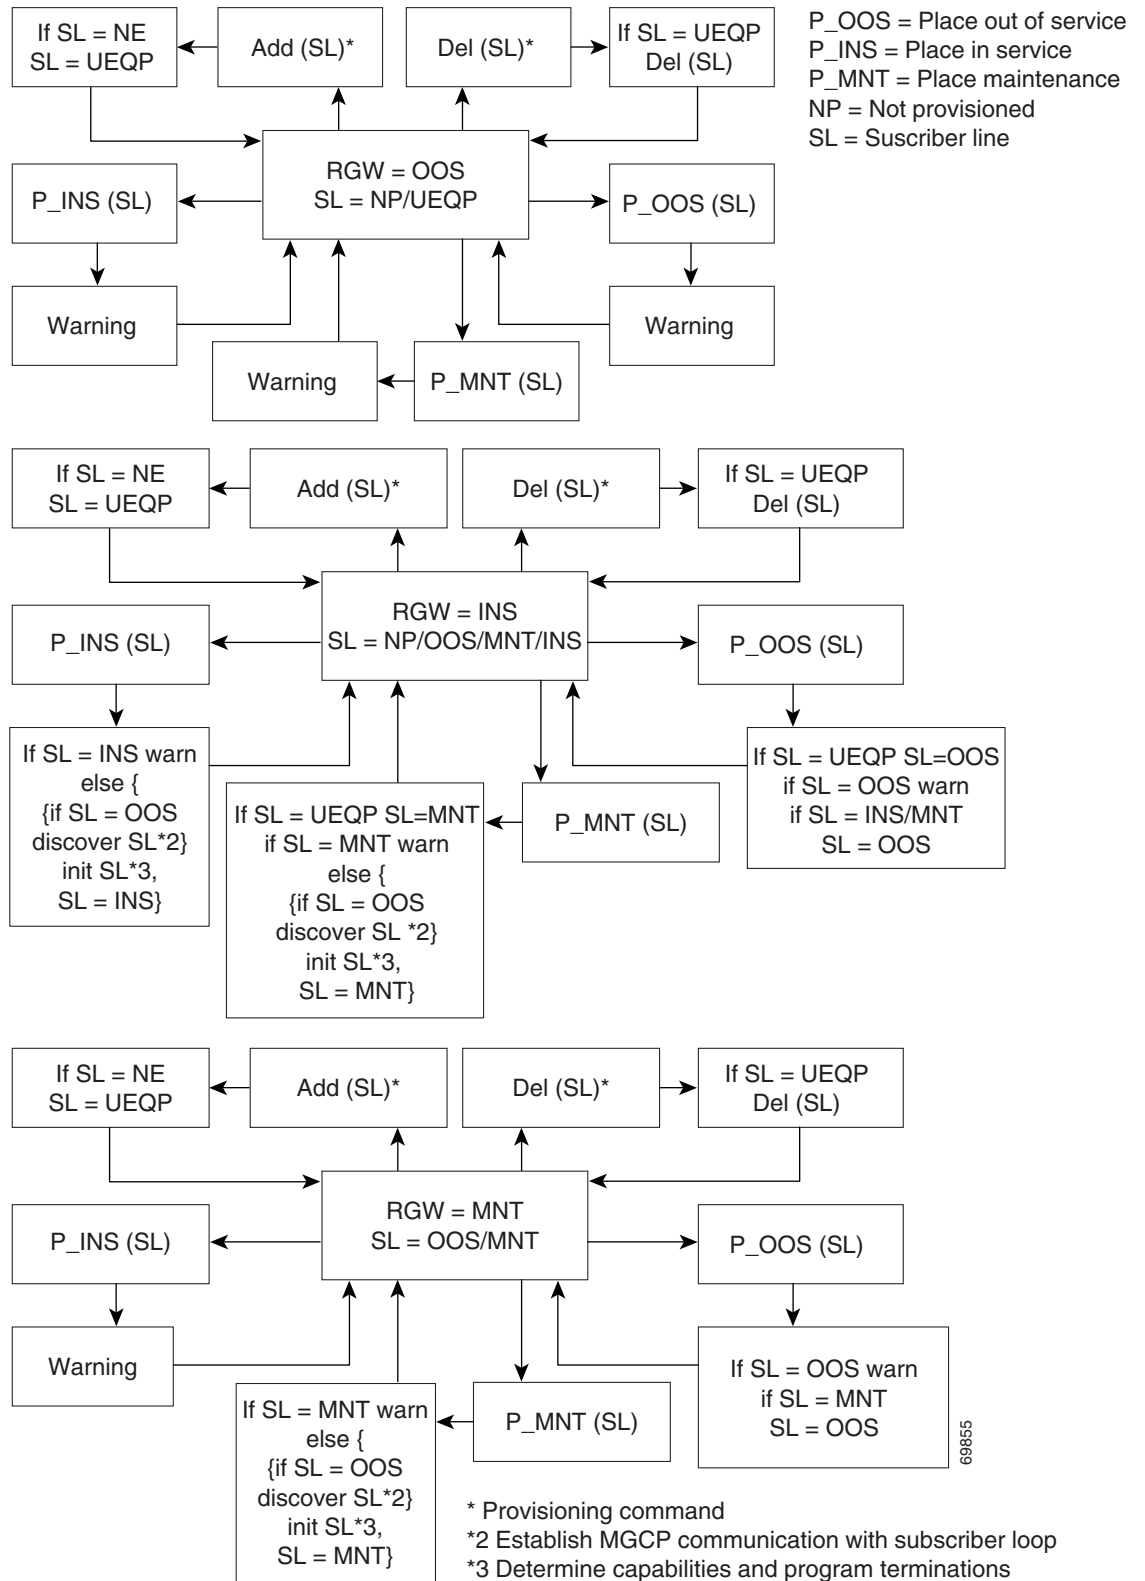 If SL = NE
SL = UEQP
Add (SL)*
Del (SL)*
If SL = UEQP
Del (SL)
P_OOS = Place out of service
P_INS = Place in service
P_MNT = Place maintenance
NP = Not provisioned
SL = Suscriber line
RGW = OOS
SL = NP/UEQP
P_INS (SL)
P_OOS (SL)
Warning
Warning
Warning
P_MNT (SL)
If SL = NE
SL = UEQP
Add (SL)*
Del (SL)*
If SL = UEQP
Del (SL)
RGW = INS
SL = NP/OOS/MNT/INS
P_INS (SL)
P_OOS (SL)
If SL = INS warn
else {
{if SL = OOS
discover SL*2}
init SL*3,
SL = INS}
If SL = UEQP SL=MNT
if SL = MNT warn
else {
{if SL = OOS
discover SL *2}
init SL*3,
SL = MNT}
P_MNT (SL)
If SL = UEQP SL=OOS
if SL = OOS warn
if SL = INS/MNT
SL = OOS
If SL = NE
SL = UEQP
Add (SL)*
Del (SL)*
If SL = UEQP
Del (SL)
RGW = MNT
SL = OOS/MNT
P_INS (SL)
P_OOS (SL)
Warning
If SL = MNT warn
else {
{if SL = OOS
discover SL*2}
init SL*3,
SL = MNT}
P_MNT (SL)
If SL = OOS warn
if SL = MNT
SL = OOS
69855
* Provisioning command
*2 Establish MGCP communication with subscriber loop
*3 Determine capabilities and program terminations